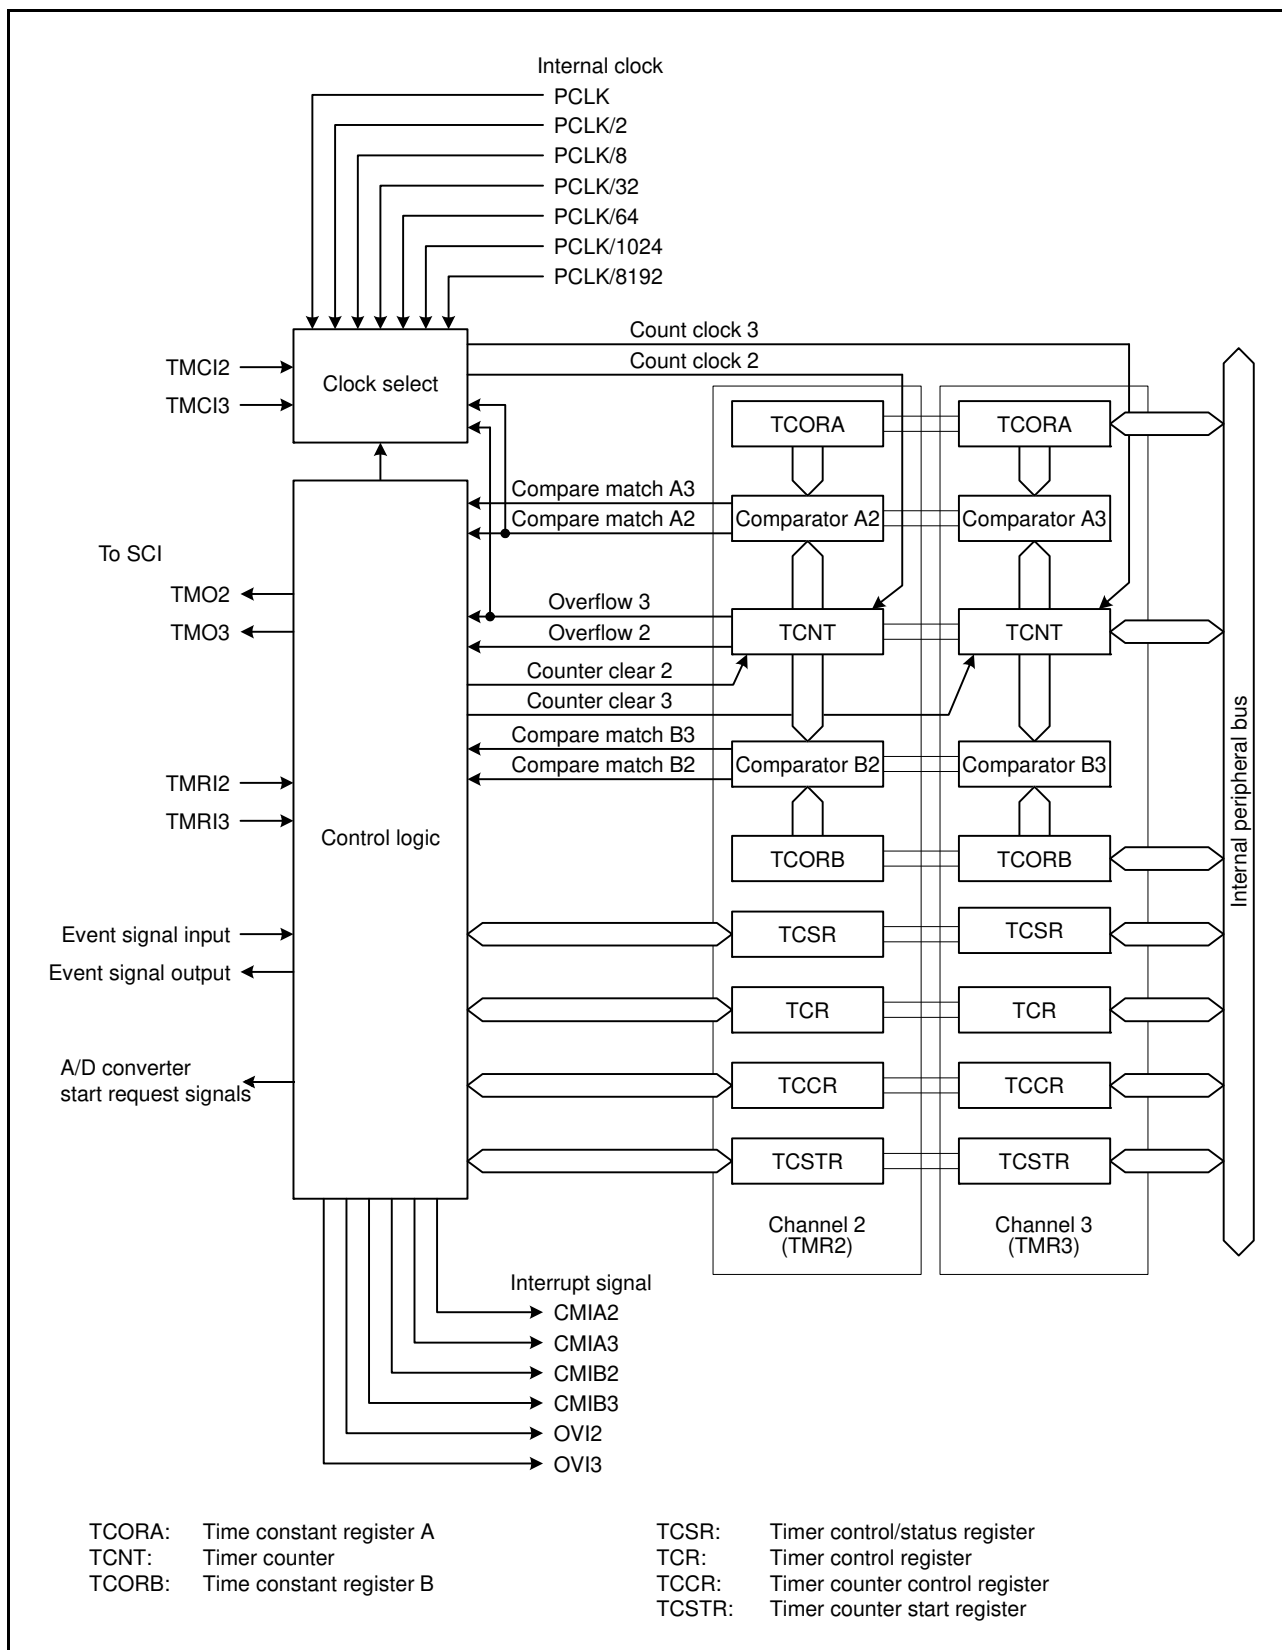 Internal clock
PCLK
PCLK/2
PCLK/8
PCLK/32
PCLK/64
PCLK/1024
PCLK/8192
Count clock 3
Count clock 2
TMCI2
TMCI3
Clock select
TCORA
TCORA
Compare match A3
Compare match A2
Comparator A2
Comparator A3
To SCI
TMO2
TMO3
Overflow 3
Overflow 2
TCNT
TCNT
Counter clear 2
Counter clear 3
Compare match B3
Compare match B2
Comparator B2
Comparator B3
TMRI2
TMRI3
Control logic
TCORB
TCORB
Internal peripheral bus
Event signal input
Event signal output
TCSR
TCSR
TCR
TCR
A/D converter
start request signals
TCCR
TCCR
TCSTR
TCSTR
Channel 2
(TMR2)
Channel 3
(TMR3)
Interrupt signal
CMIA2
CMIA3
CMIB2
CMIB3
OVI2
OVI3
TCORA: Time constant register A
TCNT: Timer counter
TCORB: Time constant register B
TCSR: Timer control/status register
TCR: Timer control register
TCCR: Timer counter control register
TCSTR: Timer counter start register